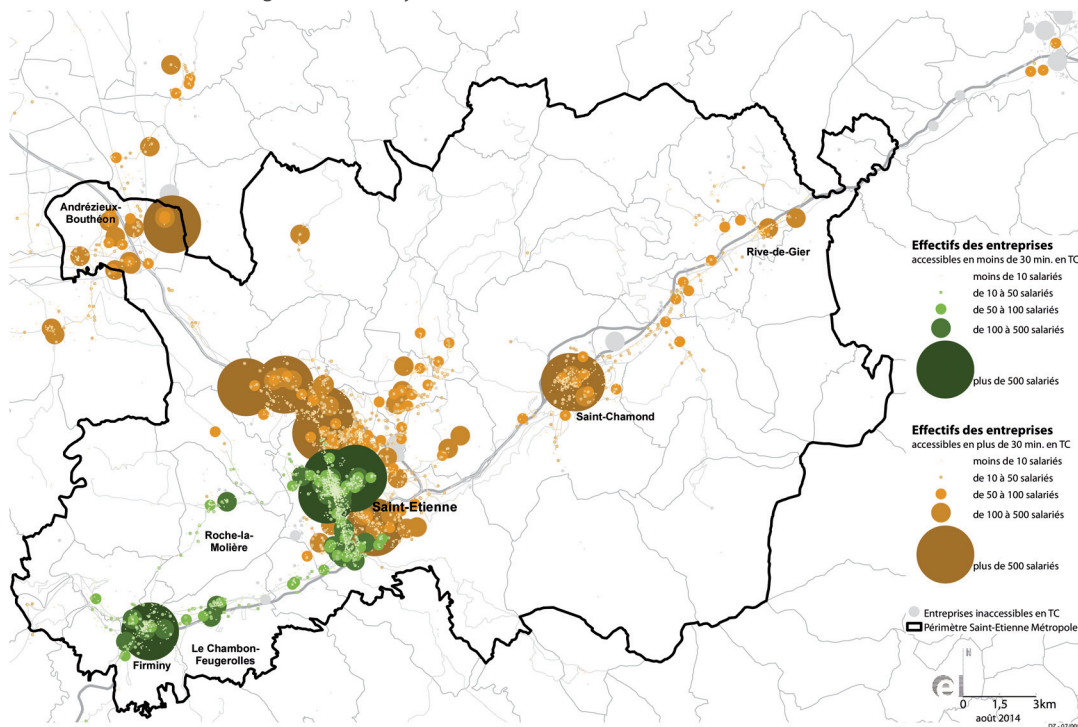 Andrézieux-
Bouthéon
Rive-de-Gier
Saint-Chamond
Saint-Etienne
Roche-la-
Molière
Le Chambon-
Feugerolles
Firminy
Effectifs des entreprises
accessibles en moins de 30 min. en TC
moins de 10 salariés
de 10 à 50 salariés
de 50 à 100 salariés
de 100 à 500 salariés
plus de 500 salariés
Effectifs des entreprises
accessibles en plus de 30 min. en TC
moins de 10 salariés
de 10 à 50 salariés
de 50 à 100 salariés
de 100 à 500 salariés
plus de 500 salariés
Entreprises inaccessibles en TC
Périmètre Saint-Etienne Métropole
N
0 1,5 3km
août 2014